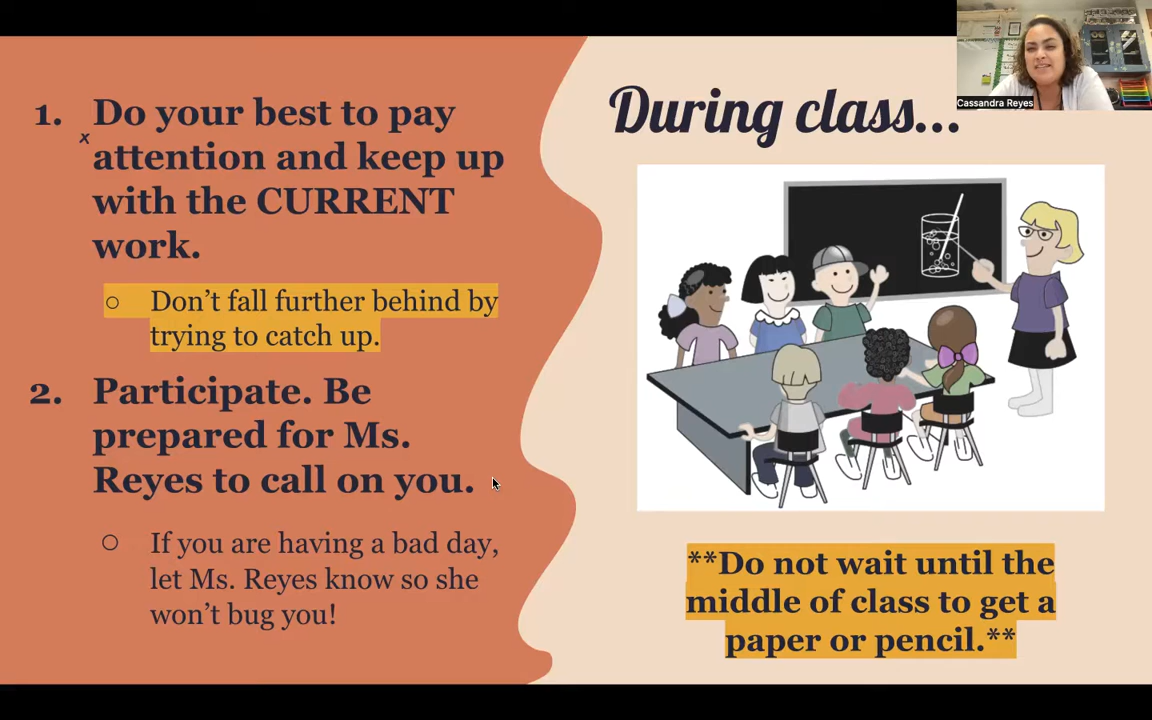 1. Do your best to pay
x
attention and keep up
with the CURRENT
work.
○ Don't fall further behind by
trying to catch up.
2. Participate. Be
prepared for Ms.
Reyes to call on you.
○ If you are having a bad day,
let Ms. Reyes know so she
won't bug you!
During class...
Cassandra Reyes
**Do not wait until the
middle of class to get a
paper or pencil.**